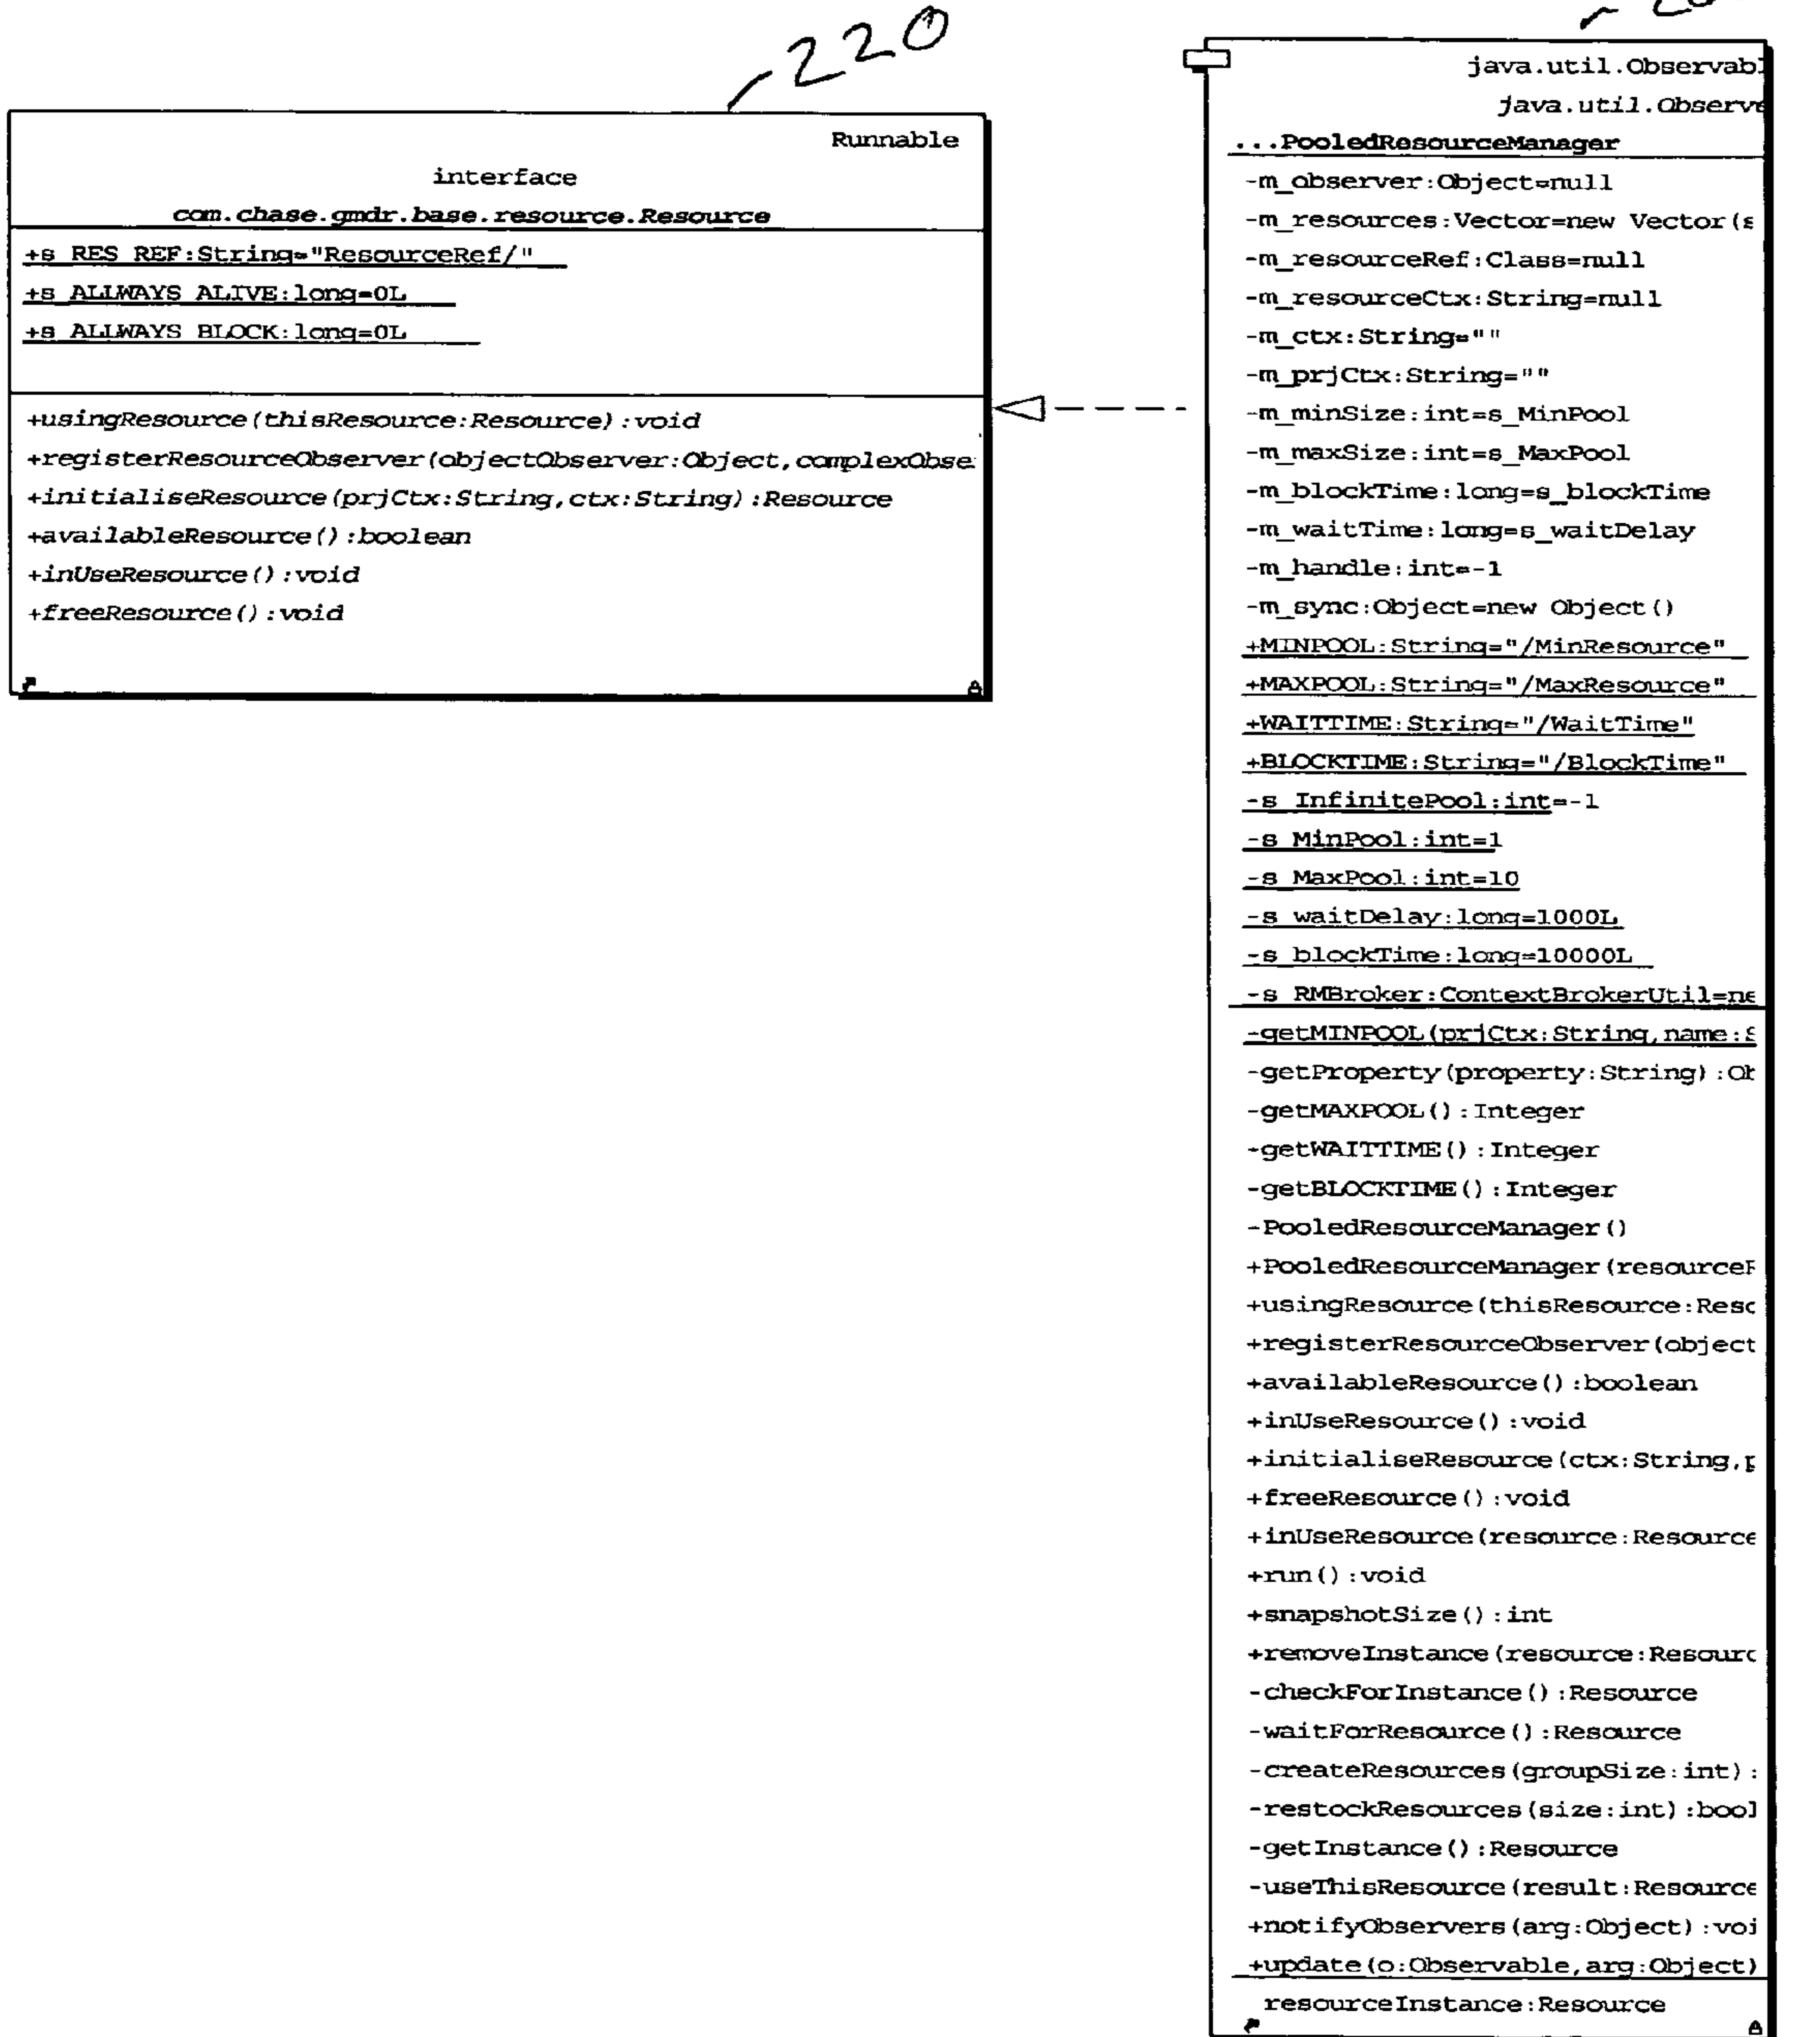 220
Runnable
interface
com.chase.gmdr.base.resource.Resource
+s_RES_REF:String="ResourceRef/"
+s_ALLWAYS_ALIVE:long=0L
+s_ALLWAYS_BLOCK:long=0L
+usingResource(thisResource:Resource):void
+registerResourceObserver(objectObserver:Object,complexObse
+initialiseResource(prjCtx:String,ctx:String):Resource
+availableResource():boolean
+inUseResource():void
+freeResource():void
java.util.Observabl
java.util.Observe
...PooledResourceManager
-m_observer:Object=null
-m_resources:Vector=new Vector(s
-m_resourceRef:Class=null
-m_resourceCtx:String=null
-m_ctx:String=""
-m_prjCtx:String=""
-m_minSize:int=s_MinPool
-m_maxSize:int=s_MaxPool
-m_blockTime:long=s_blockTime
-m_waitTime:long=s_waitDelay
-m_handle:int=-1
-m_sync:Object=new Object()
+MINPOOL:String="/MinResource"
+MAXPOOL:String="/MaxResource"
+WAITTIME:String="/WaitTime"
+BLOCKTIME:String="/BlockTime"
-s_InfinitePool:int=-1
-s_MinPool:int=1
-s_MaxPool:int=10
-s_waitDelay:long=1000L
-s_blockTime:long=10000L
-s_RMBroker:ContextBrokerUtil=ne
-getMINPOOL(prjCtx:String,name:S
-getProperty(property:String):Ob
-getMAXPOOL():Integer
-getWAITTIME():Integer
-getBLOCKTIME():Integer
-PooledResourceManager()
+PooledResourceManager(resourceR
+usingResource(thisResource:Reso
+registerResourceObserver(object
+availableResource():boolean
+inUseResource():void
+initialiseResource(ctx:String,p
+freeResource():void
+inUseResource(resource:Resource
+run():void
+snapshotSize():int
+removeInstance(resource:Resourc
-checkForInstance():Resource
-waitForResource():Resource
-createResources(groupSize:int):
-restockResources(size:int):bool
-getInstance():Resource
-useThisResource(result:Resource
+notifyObservers(arg:Object):voi
+update(o:Observable,arg:Object)
resourceInstance:Resource